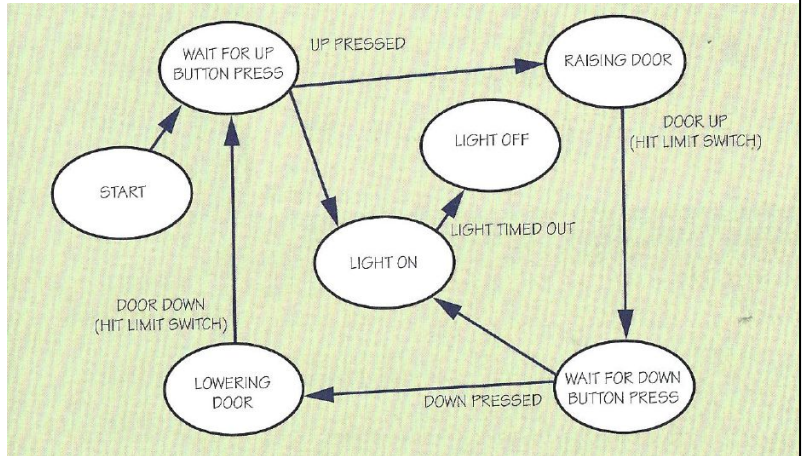 WAIT FOR UP
BUTTON PRESS
UP PRESSED
RAISING DOOR
DOOR UP
(HIT LIMIT SWITCH)
LIGHT OFF
START
LIGHT TIMED OUT
LIGHT ON
DOOR DOWN
(HIT LIMIT SWITCH)
LOWERING
DOOR
DOWN PRESSED
WAIT FOR DOWN
BUTTON PRESS